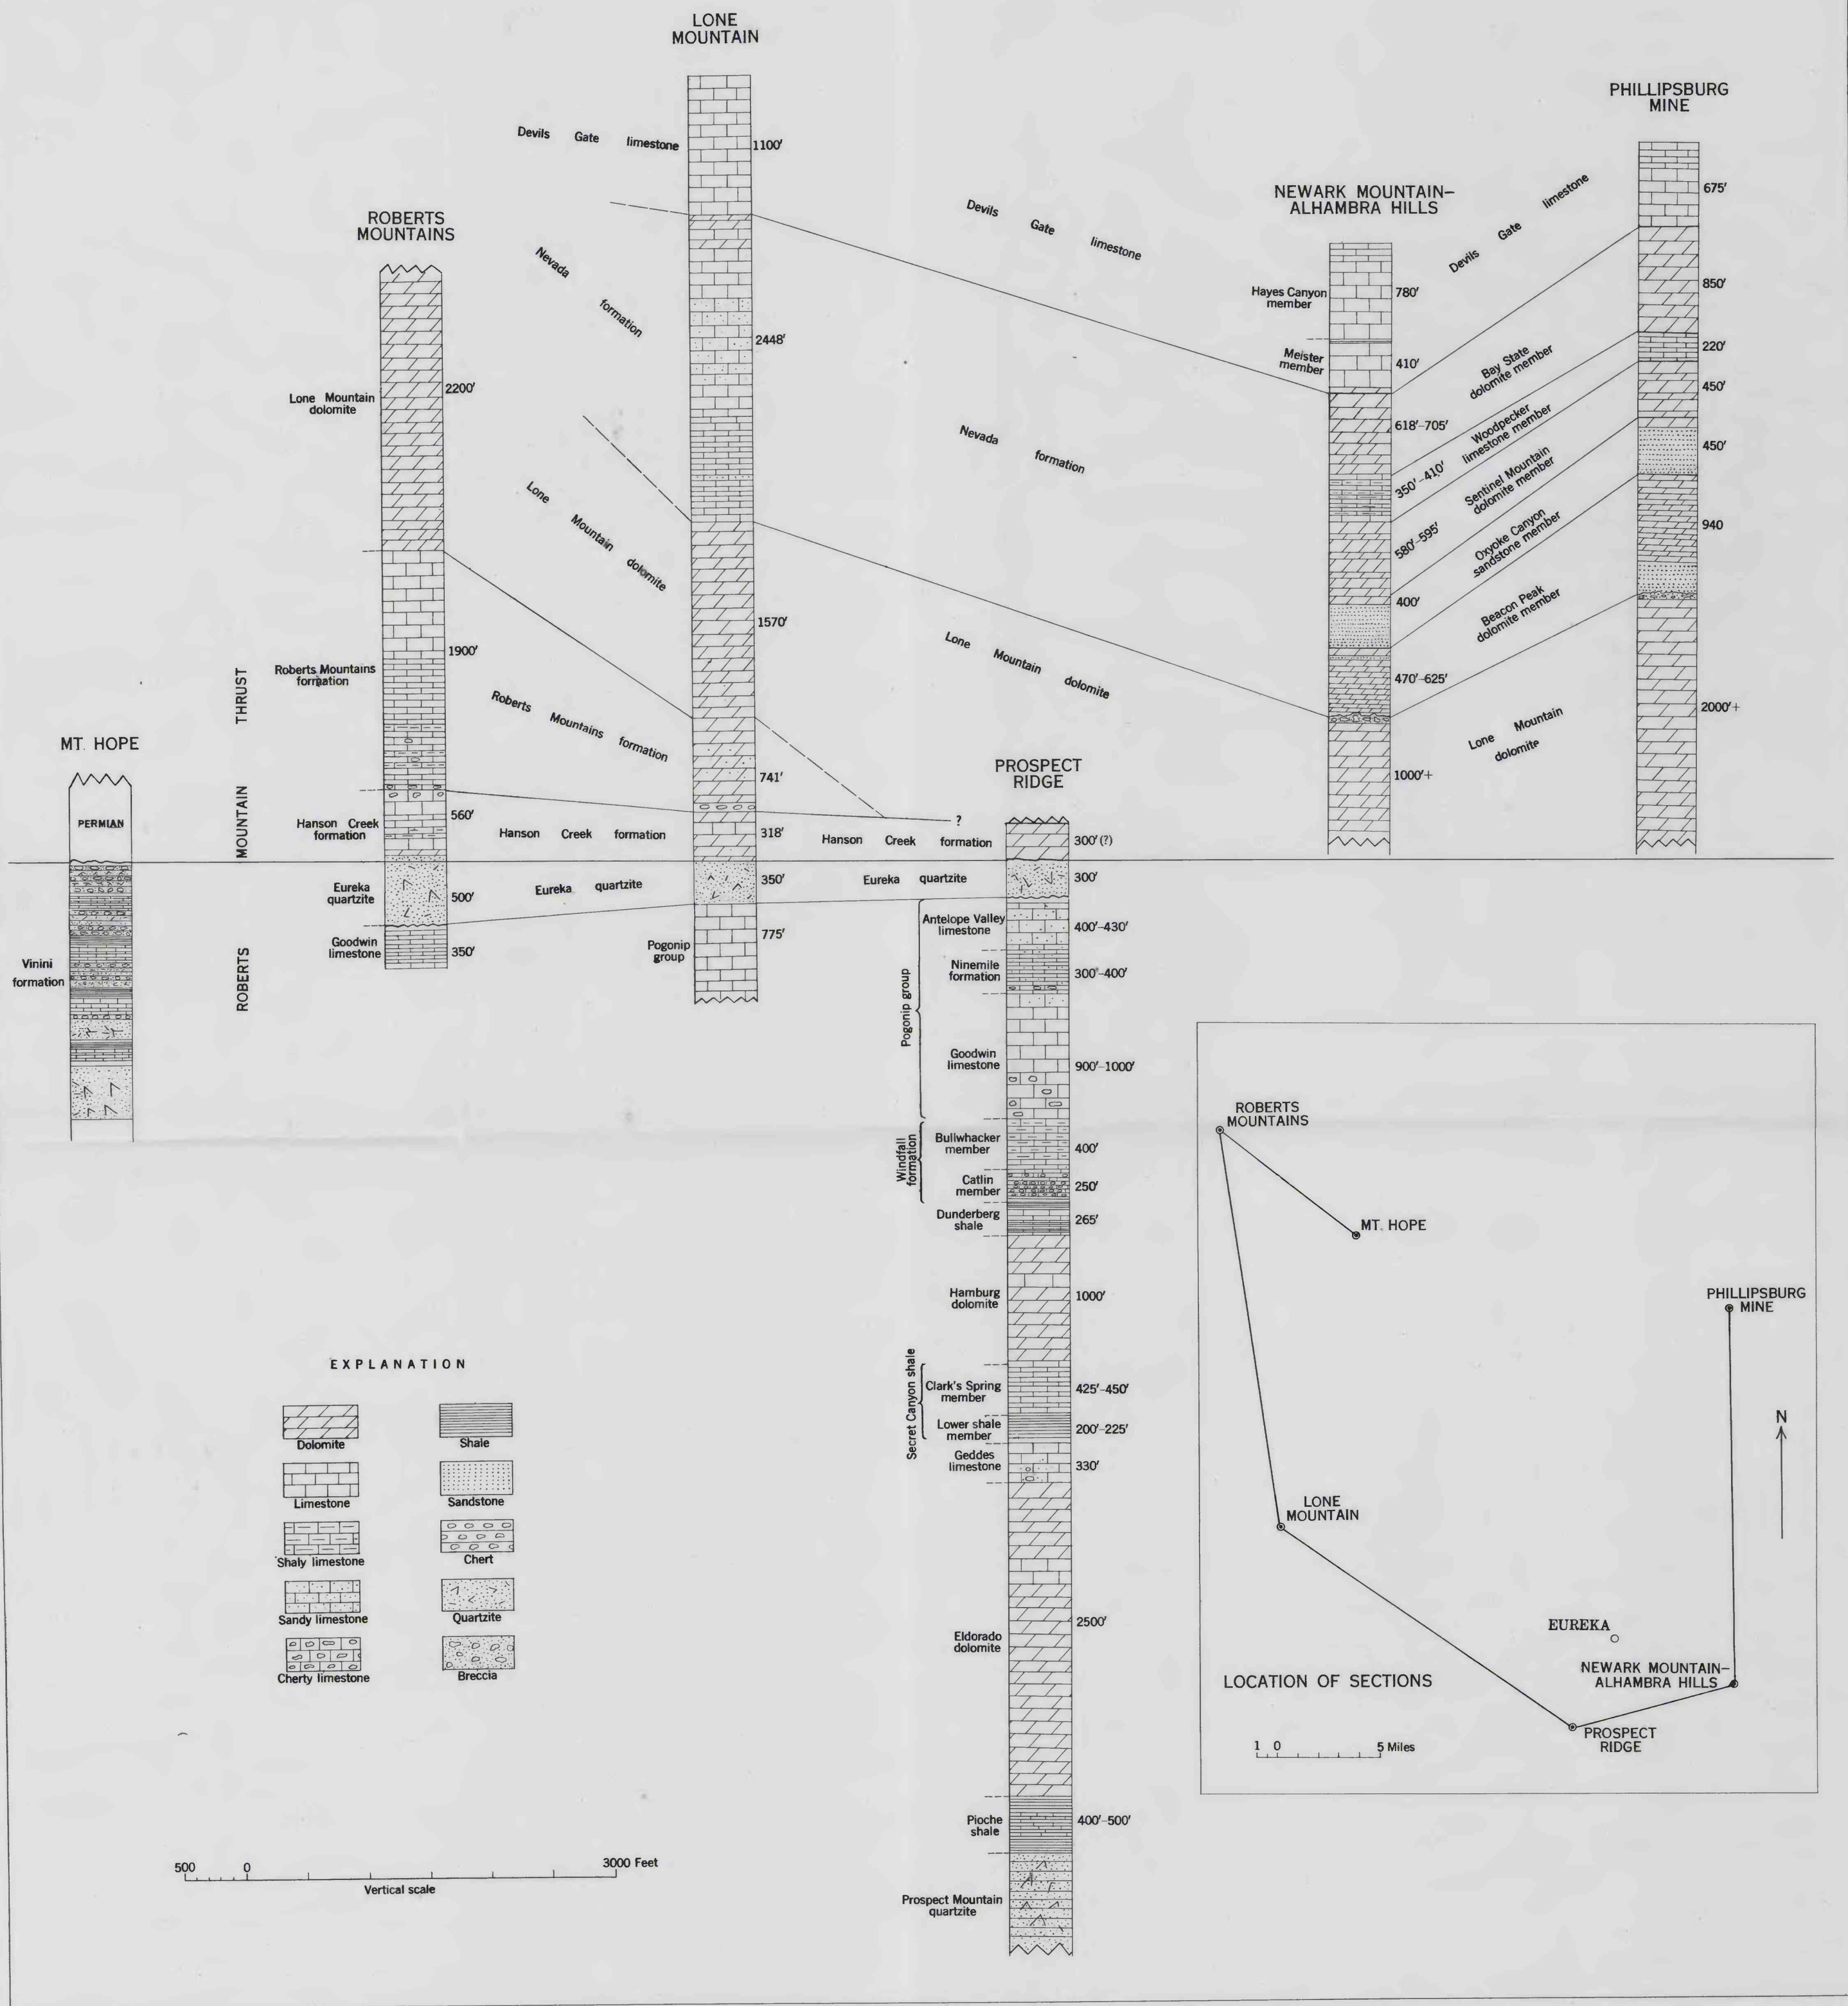 LONE
MOUNTAIN
Devils Gate limestone
1100'
Nevada
formation
2448'
Lone
Mountain
dolomite
1570'
Roberts Mountains formation
741'
Hanson Creek formation
318'
Eureka quartzite
350'
Pogonip
group
775'
ROBERTS
MOUNTAINS
Lone Mountain
dolomite
2200'
Roberts Mountains
formation
1900'
Hanson Creek
formation
560'
Eureka
quartzite
500'
Goodwin
limestone
350'
ROBERTS MOUNTAIN THRUST
MT. HOPE
PERMIAN
Vinini
formation
Devils
Gate
limestone
Nevada
formation
Lone
Mountain
dolomite
?
Hanson Creek formation
Eureka quartzite
PROSPECT
RIDGE
300'(?)
300'
Antelope Valley
limestone
400'-430'
Ninemile
formation
300'-400'
Pogonip group
Goodwin
limestone
900'-1000'
Windfall
formation
Bullwhacker
member
400'
Catlin
member
250'
Dunderberg
shale
265'
Hamburg
dolomite
1000'
Secret Canyon shale
Clark's Spring
member
425'-450'
Lower shale
member
200'-225'
Geddes
limestone
330'
Eldorado
dolomite
2500'
Pioche
shale
400'-500'
Prospect Mountain
quartzite
NEWARK MOUNTAIN-
ALHAMBRA HILLS
Hayes Canyon
member
780'
Meister
member
410'
618'-705'
350'-410'
580'-595'
400'
470'-625'
1000'+
Devils Gate limestone
Bay State
dolomite member
Woodpecker
limestone member
Sentinel Mountain
dolomite member
Oxyoke Canyon
sandstone member
Beacon Peak
dolomite member
Lone Mountain
dolomite
PHILLIPSBURG
MINE
675'
850'
220'
450'
450'
940
2000'+
EXPLANATION
Dolomite
Shale
Limestone
Sandstone
Shaly limestone
Chert
Sandy limestone
Quartzite
Cherty limestone
Breccia
500 0 3000 Feet
Vertical scale
ROBERTS
MOUNTAINS
MT. HOPE
PHILLIPSBURG
MINE
N
LONE
MOUNTAIN
EUREKA
NEWARK MOUNTAIN-
ALHAMBRA HILLS
LOCATION OF SECTIONS
PROSPECT
RIDGE
1 0 5 Miles